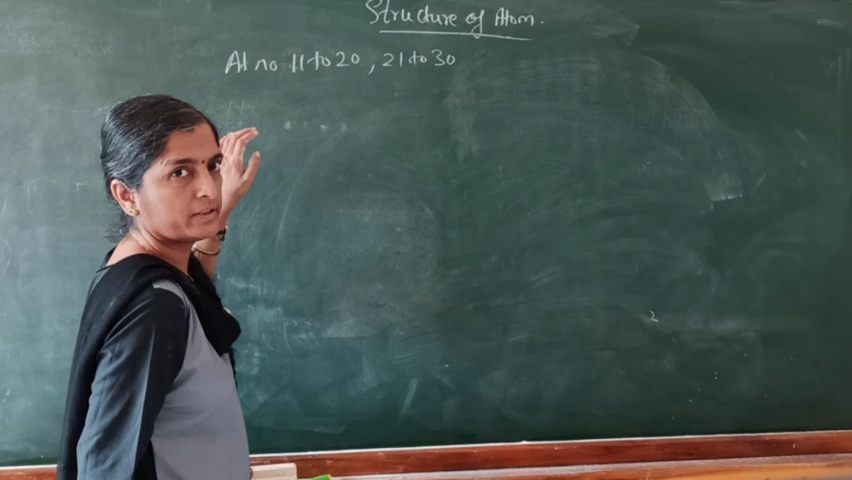 Structure of Atom.
At no 11 to 20, 21 to 30